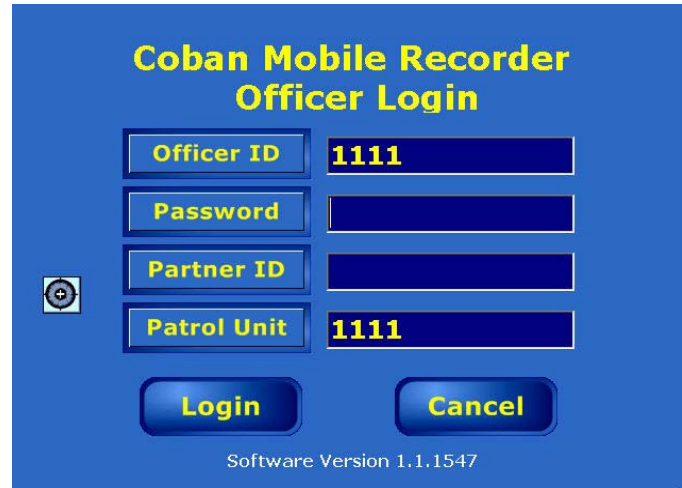 Coban Mobile Recorder
Officer Login
Officer ID 1111
Password
Partner ID
Patrol Unit 1111
Login Cancel
Software Version 1.1.1547